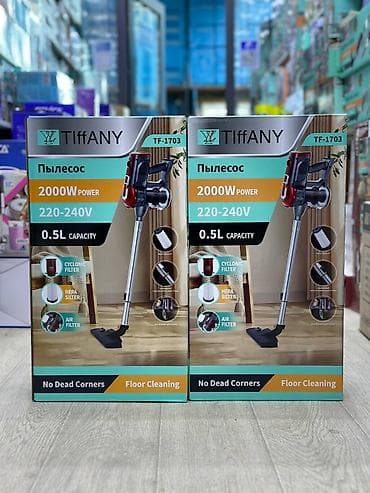 TIffANY
TF-1703
Пылесос
2000W POWER
220-240V
0.5L CAPACITY
CYCLONE FILTER
HEPA FILTER
AIR FILTER
No Dead Corners
Floor Cleaning
TIffANY
TF-1703
Пылесос
2000W POWER
220-240V
0.5L CAPACITY
CYCLONIC
FILTER
HEPA
FILTER
AIR
FILTER
No Dead Corners
Floor Cleaning